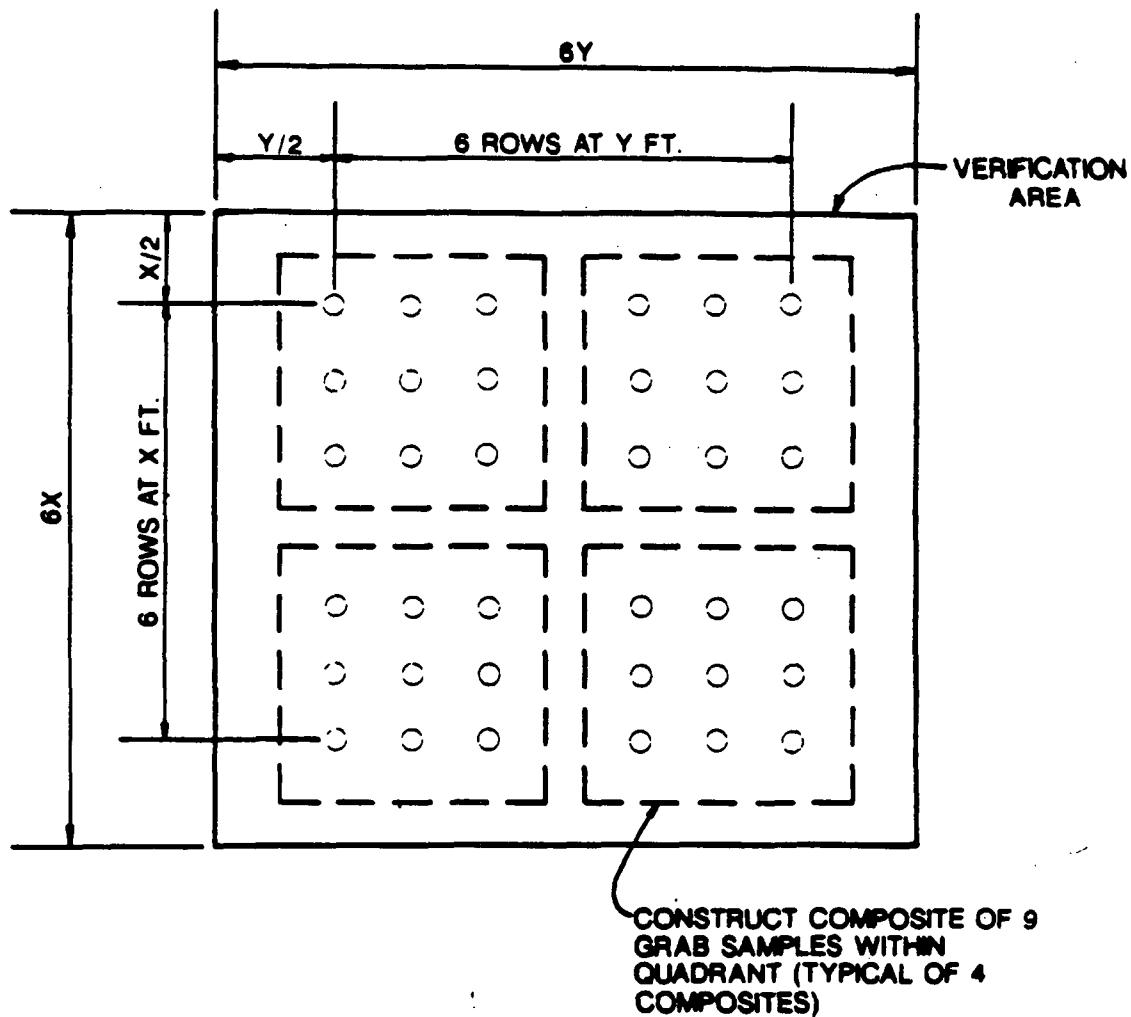 6Y
Y/2
6 ROWS AT Y FT.
VERIFICATION
AREA
X/2
6 ROWS AT X FT.
6X
CONSTRUCT COMPOSITE OF 9
GRAB SAMPLES WITHIN
QUADRANT (TYPICAL OF 4
COMPOSITES)